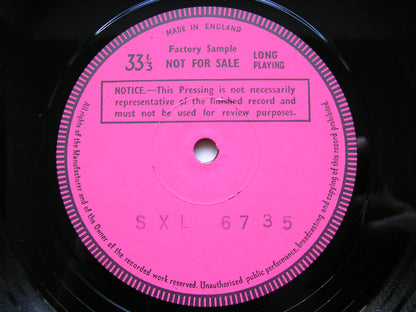 MADE IN ENGLAND
Factory Sample
33⅓ NOT FOR SALE LONG PLAYING
NOTICE.—This Pressing is not necessarily
representative of the finished record and
must not be used for review purposes.
SXL 6735
All rights of the Manufacturer and of the Owner of the recorded work reserved. Unauthorised public performance, broadcasting and copying of this record prohibited.